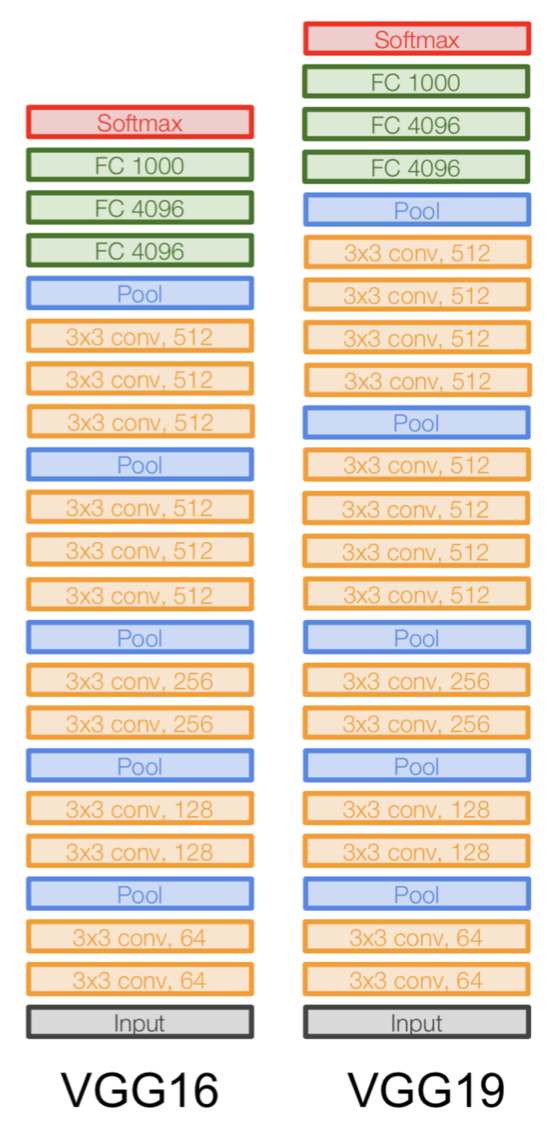 Softmax
FC 1000
FC 4096
FC 4096
Pool
3x3 conv, 512
3x3 conv, 512
3x3 conv, 512
Pool
3x3 conv, 512
3x3 conv, 512
3x3 conv, 512
Pool
3x3 conv, 256
3x3 conv, 256
Pool
3x3 conv, 128
3x3 conv, 128
Pool
3x3 conv, 64
3x3 conv, 64
Input
VGG16
Softmax
FC 1000
FC 4096
FC 4096
Pool
3x3 conv, 512
3x3 conv, 512
3x3 conv, 512
3x3 conv, 512
Pool
3x3 conv, 512
3x3 conv, 512
3x3 conv, 512
3x3 conv, 512
Pool
3x3 conv, 256
3x3 conv, 256
Pool
3x3 conv, 128
3x3 conv, 128
Pool
3x3 conv, 64
3x3 conv, 64
Input
VGG19